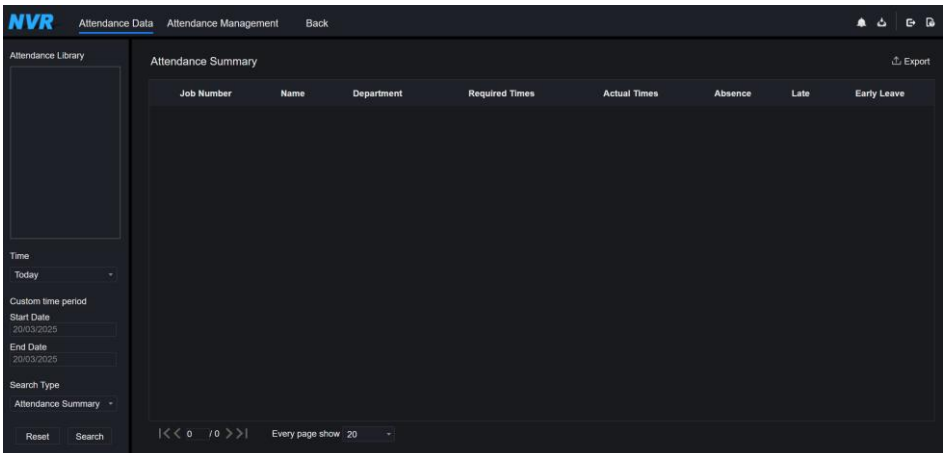 NVR Attendance Data Attendance Management Back
Attendance Library
Time
Today
Custom time period
Start Date
20/03/2025
End Date
20/03/2025
Search Type
Attendance Summary
Reset Search
Attendance Summary Export
Job Number Name Department Required Times Actual Times Absence Late Early Leave
0 / 0 Every page show 20